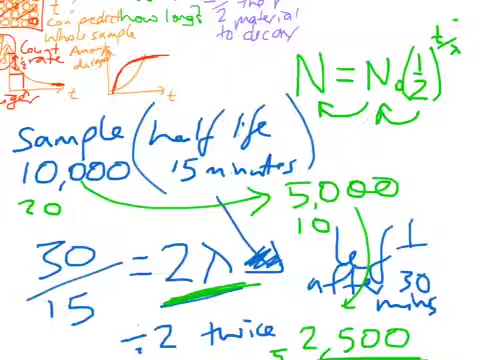 can predict
whole sample
how long?
1/2 the
material
to decay
Count
rate
t
t
N = N₀(1/2)^t/λ
sample (half life
10,000 15 minutes)
20
5,000
10
30/15 = 2λ
left
after 30
mins
÷2 twice
2,500
5